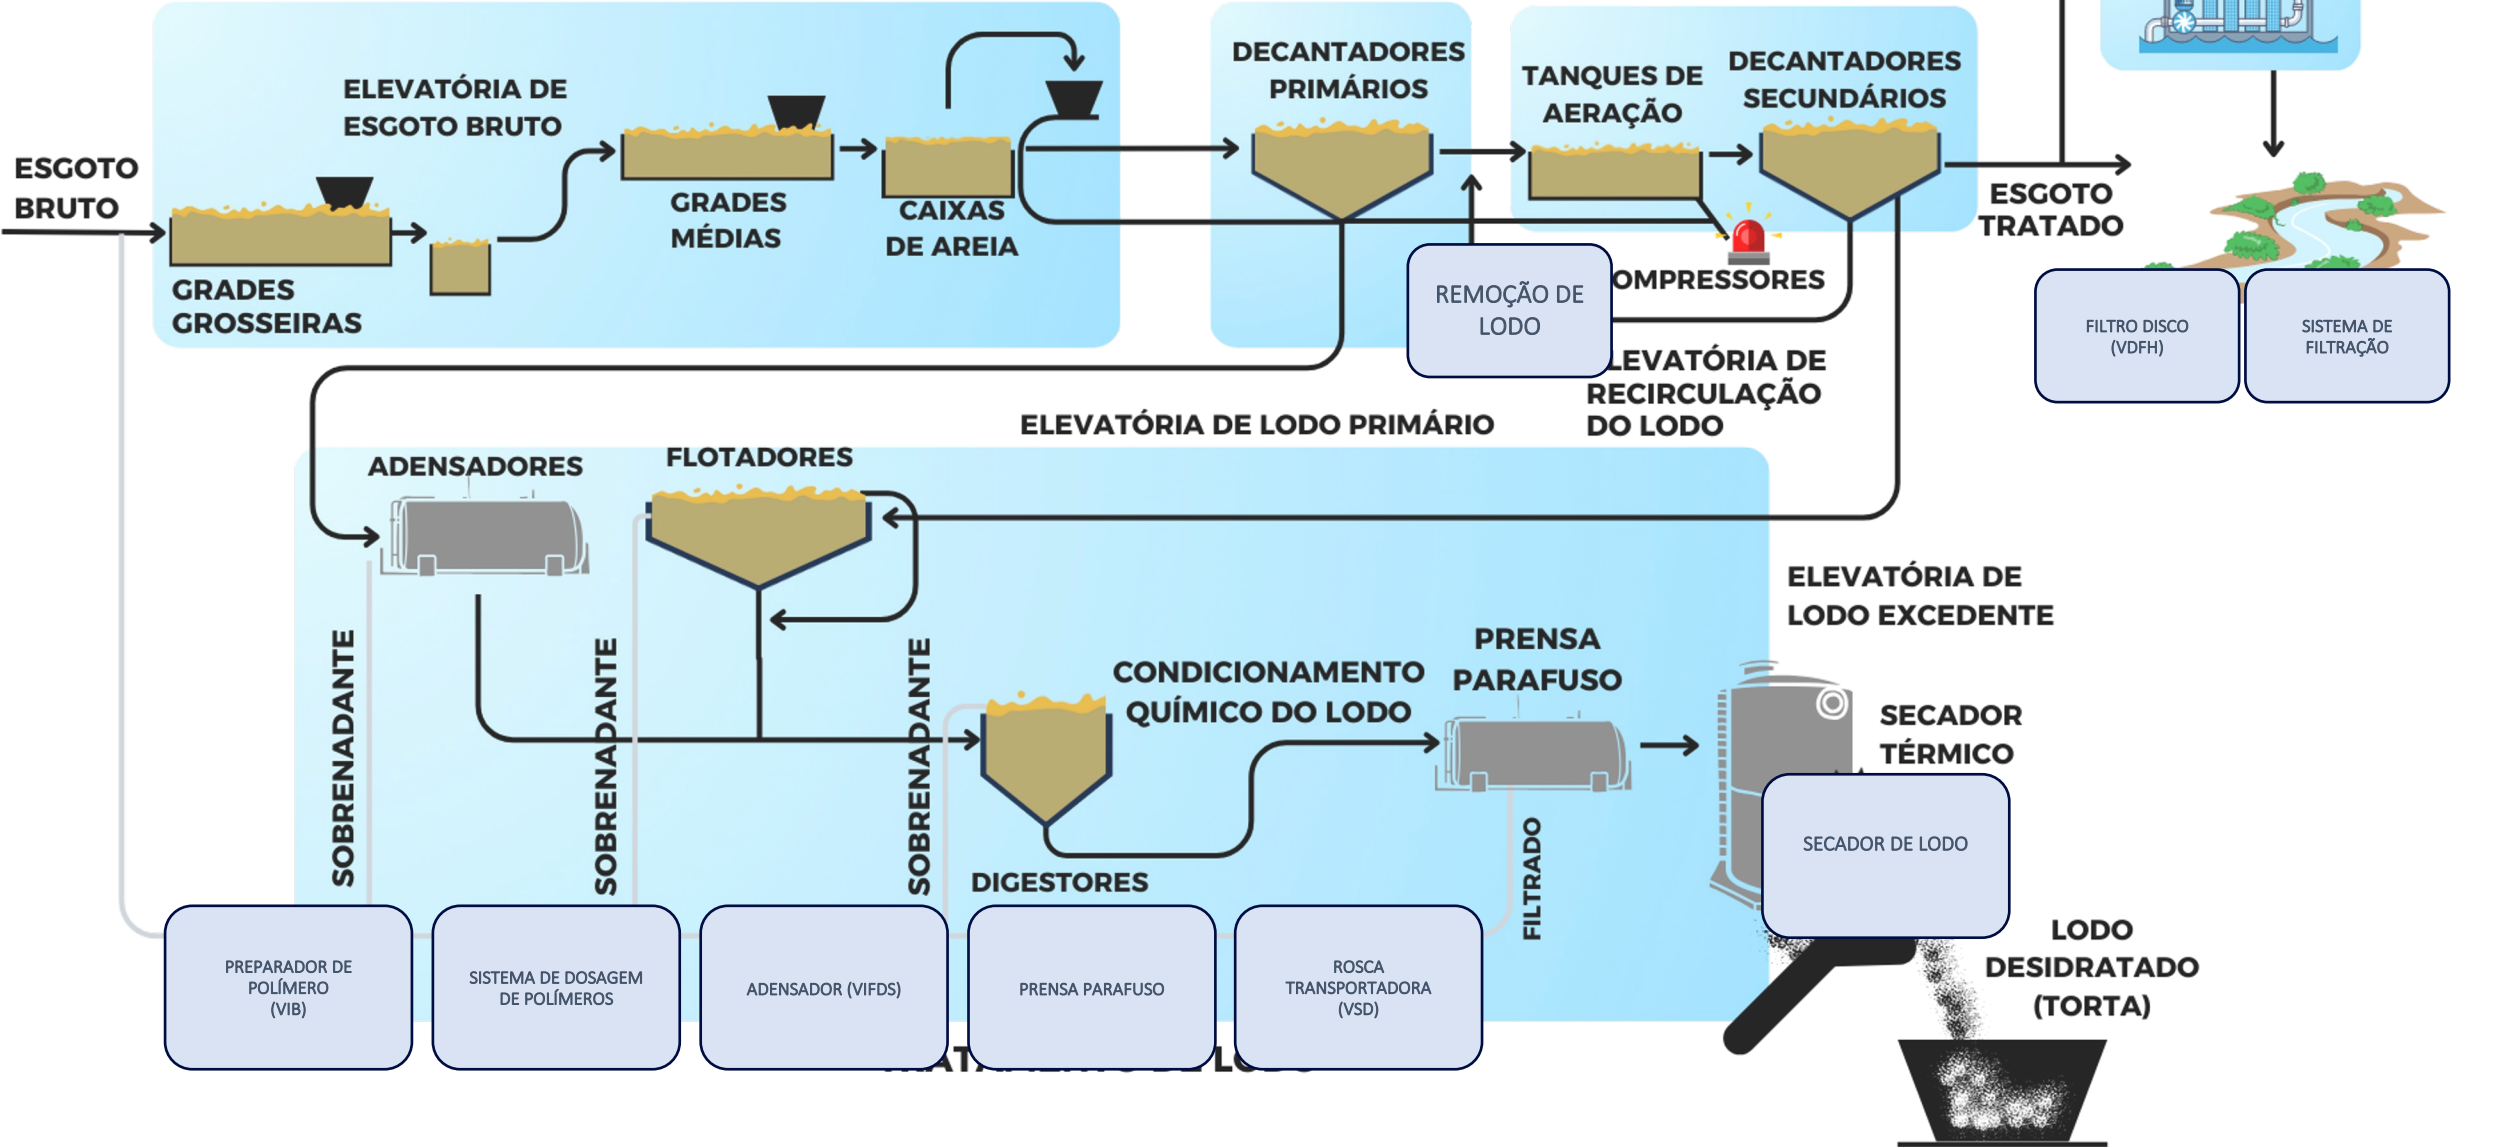 ESGOTO
BRUTO
GRADES
GROSSEIRAS
ELEVATÓRIA DE
ESGOTO BRUTO
GRADES
MÉDIAS
CAIXAS
DE AREIA
DECANTADORES
PRIMÁRIOS
TANQUES DE
AERAÇÃO
DECANTADORES
SECUNDÁRIOS
ESGOTO
TRATADO
REMOÇÃO DE
LODO
OMPRESSORES
LEVATÓRIA DE
RECIRCULAÇÃO
DO LODO
FILTRO DISCO
(VDFH)
SISTEMA DE
FILTRAÇÃO
ELEVATÓRIA DE LODO PRIMÁRIO
ADENSADORES
FLOTADORES
ELEVATÓRIA DE
LODO EXCEDENTE
SOBRENADANTE
SOBRENADANTE
SOBRENADANTE
CONDICIONAMENTO
QUÍMICO DO LODO
DIGESTORES
PRENSA
PARAFUSO
FILTRADO
SECADOR
TÉRMICO
SECADOR DE LODO
LODO
DESIDRATADO
(TORTA)
PREPARADOR DE
POLÍMERO
(VIB)
SISTEMA DE DOSAGEM
DE POLÍMEROS
ADENSADOR (VIFDS)
PRENSA PARAFUSO
ROSCA
TRANSPORTADORA
(VSD)